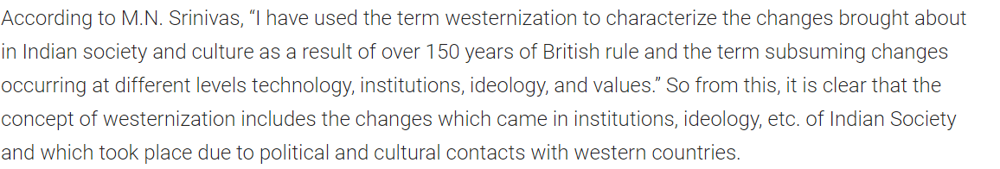 According to M.N. Srinivas, “I have used the term westernization to characterize the changes brought about
in Indian society and culture as a result of over 150 years of British rule and the term subsuming changes
occurring at different levels technology, institutions, ideology, and values.” So from this, it is clear that the
concept of westernization includes the changes which came in institutions, ideology, etc. of Indian Society
and which took place due to political and cultural contacts with western countries.